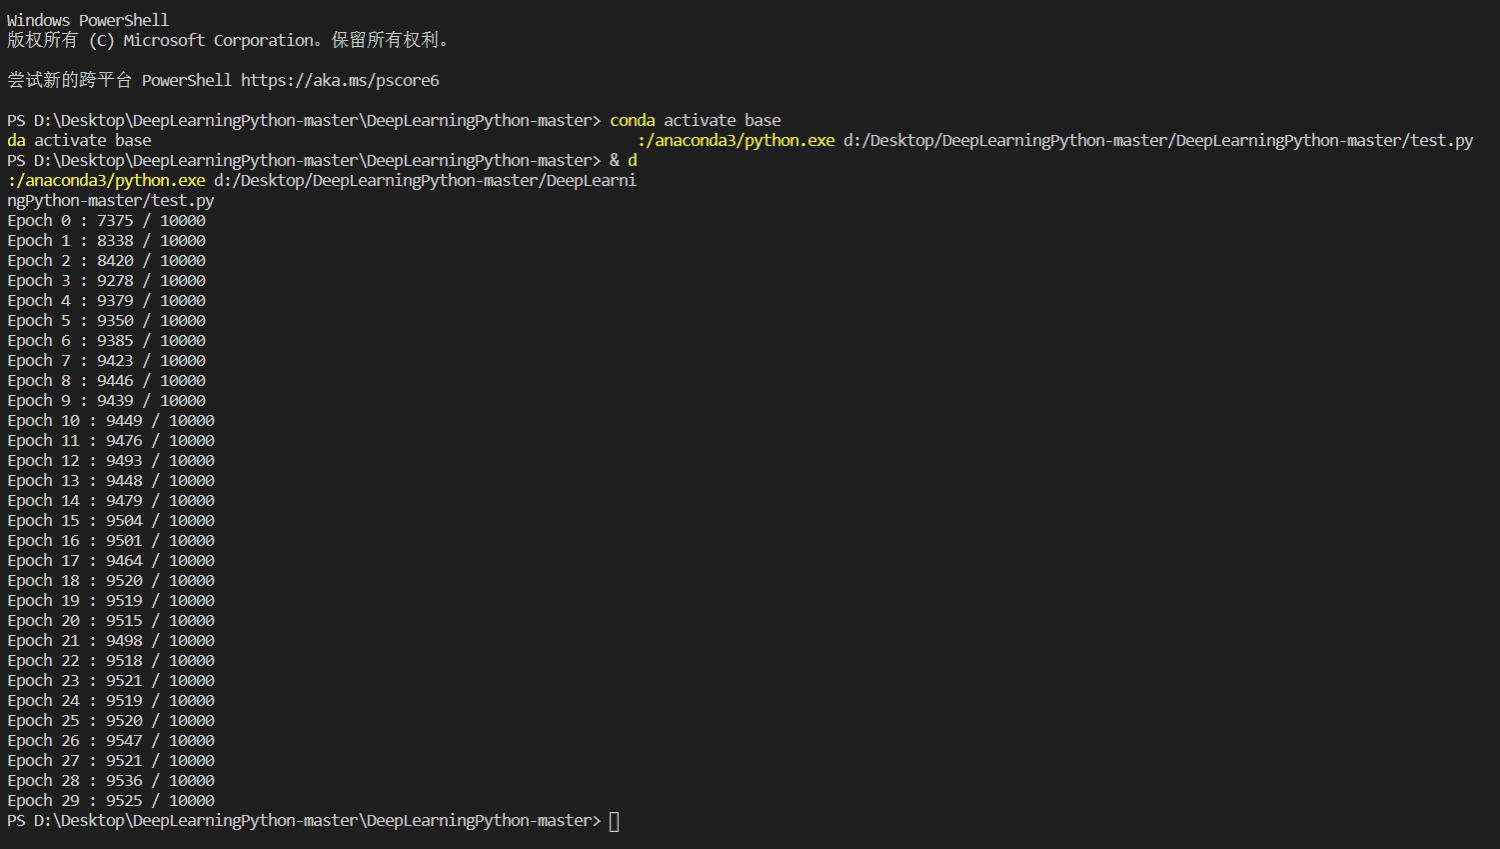 Windows PowerShell
版权所有 (C) Microsoft Corporation。保留所有权利。
尝试新的跨平台 PowerShell https://aka.ms/pscore6
PS D:\Desktop\DeepLearningPython-master\DeepLearningPython-master> conda activate base
da activate base :/anaconda3/python.exe d:/Desktop/DeepLearningPython-master/DeepLearningPython-master/test.py
PS D:\Desktop\DeepLearningPython-master\DeepLearningPython-master> & d
:/anaconda3/python.exe d:/Desktop/DeepLearningPython-master/DeepLearni
ngPython-master/test.py
Epoch 0 : 7375 / 10000
Epoch 1 : 8338 / 10000
Epoch 2 : 8420 / 10000
Epoch 3 : 9278 / 10000
Epoch 4 : 9379 / 10000
Epoch 5 : 9350 / 10000
Epoch 6 : 9385 / 10000
Epoch 7 : 9423 / 10000
Epoch 8 : 9446 / 10000
Epoch 9 : 9439 / 10000
Epoch 10 : 9449 / 10000
Epoch 11 : 9476 / 10000
Epoch 12 : 9493 / 10000
Epoch 13 : 9448 / 10000
Epoch 14 : 9479 / 10000
Epoch 15 : 9504 / 10000
Epoch 16 : 9501 / 10000
Epoch 17 : 9464 / 10000
Epoch 18 : 9520 / 10000
Epoch 19 : 9519 / 10000
Epoch 20 : 9515 / 10000
Epoch 21 : 9498 / 10000
Epoch 22 : 9518 / 10000
Epoch 23 : 9521 / 10000
Epoch 24 : 9519 / 10000
Epoch 25 : 9520 / 10000
Epoch 26 : 9547 / 10000
Epoch 27 : 9521 / 10000
Epoch 28 : 9536 / 10000
Epoch 29 : 9525 / 10000
PS D:\Desktop\DeepLearningPython-master\DeepLearningPython-master>